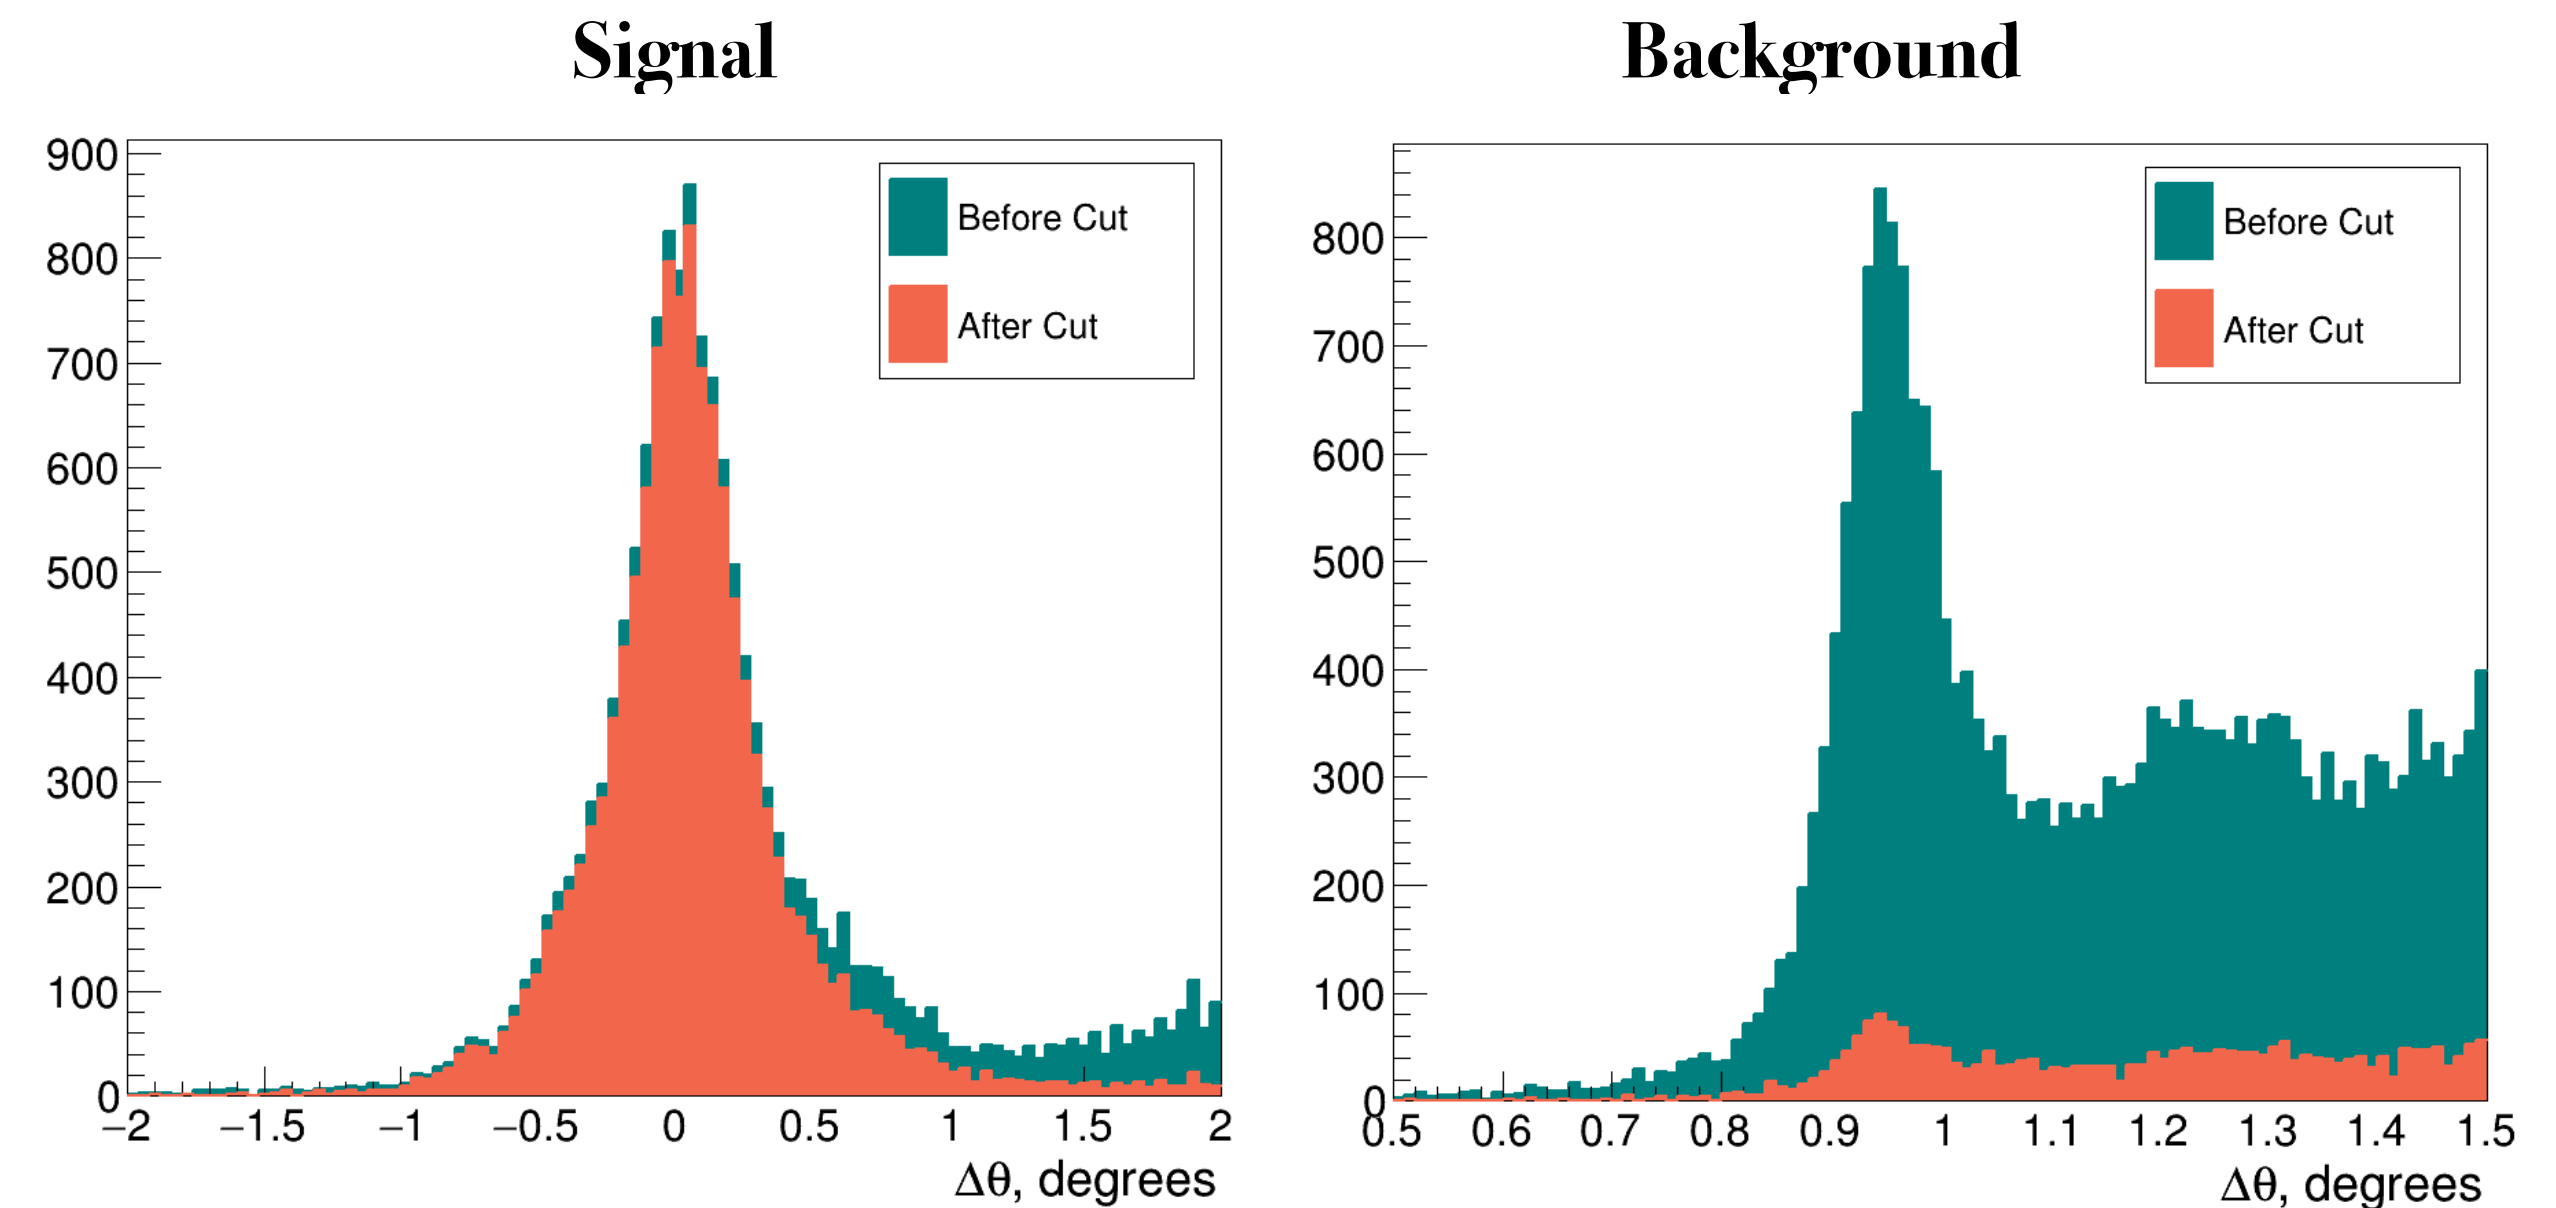 Signal
900
800
700
600
500
400
300
200
100
0
−2 −1.5 −1 −0.5 0 0.5 1 1.5 2
Δθ, degrees
Before Cut
After Cut
Background
800
700
600
500
400
300
200
100
0
0.5 0.6 0.7 0.8 0.9 1 1.1 1.2 1.3 1.4 1.5
Δθ, degrees
Before Cut
After Cut